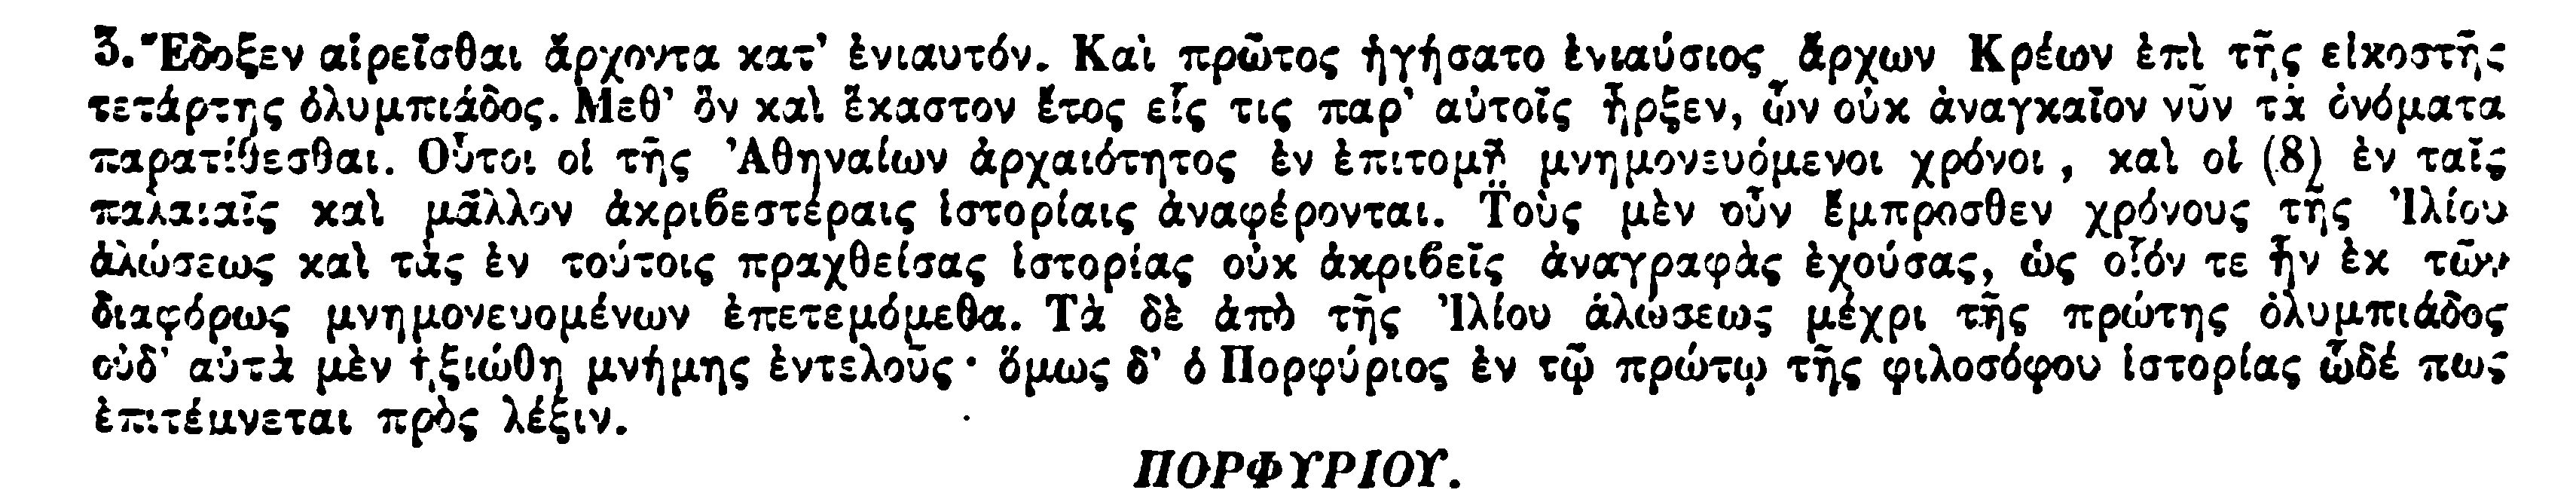 3. Ἔδοξεν αἱρεῖσθαι ἄρχοντα κατ' ἐνιαυτόν. Καὶ πρῶτος ἡγήσατο ἐνιαύσιος ἄρχων Κρέων ἐπὶ τῆς εἰκοστῆς
τετάρτης ὀλυμπιάδος. Μεθ' ὃν καὶ ἕκαστον ἔτος εἷς τις παρ' αὐτοῖς ἦρξεν, ὧν οὐκ ἀναγκαῖον νῦν τὰ ὀνόματα
παρατίθεσθαι. Οὗτοι οἱ τῆς Ἀθηναίων ἀρχαιότητος ἐν ἐπιτομῇ μνημονευόμενοι χρόνοι, καὶ οἱ (8) ἐν ταῖς
παλαιαῖς καὶ μᾶλλον ἀκριβεστέραις ἱστορίαις ἀναφέρονται. Τοὺς μὲν οὖν ἔμπροσθεν χρόνους τῆς Ἰλίου
ἁλώσεως καὶ τὰς ἐν τούτοις πραχθείσας ἱστορίας οὐκ ἀκριβεῖς ἀναγραφὰς ἐχούσας, ὡς οἷόν τε ἦν ἐκ τῶν
διαφόρως μνημονευομένων ἐπετεμόμεθα. Τὰ δὲ ἀπὸ τῆς Ἰλίου ἁλώσεως μέχρι τῆς πρώτης ὀλυμπιάδος
οὐδ' αὐτὰ μὲν ἠξιώθη μνήμης ἐντελοῦς· ὅμως δ' ὁ Πορφύριος ἐν τῷ πρώτῳ τῆς φιλοσόφου ἱστορίας ὧδέ πως
ἐπιτέμνεται πρὸς λέξιν.
ΠΟΡΦΥΡΙΟΥ.